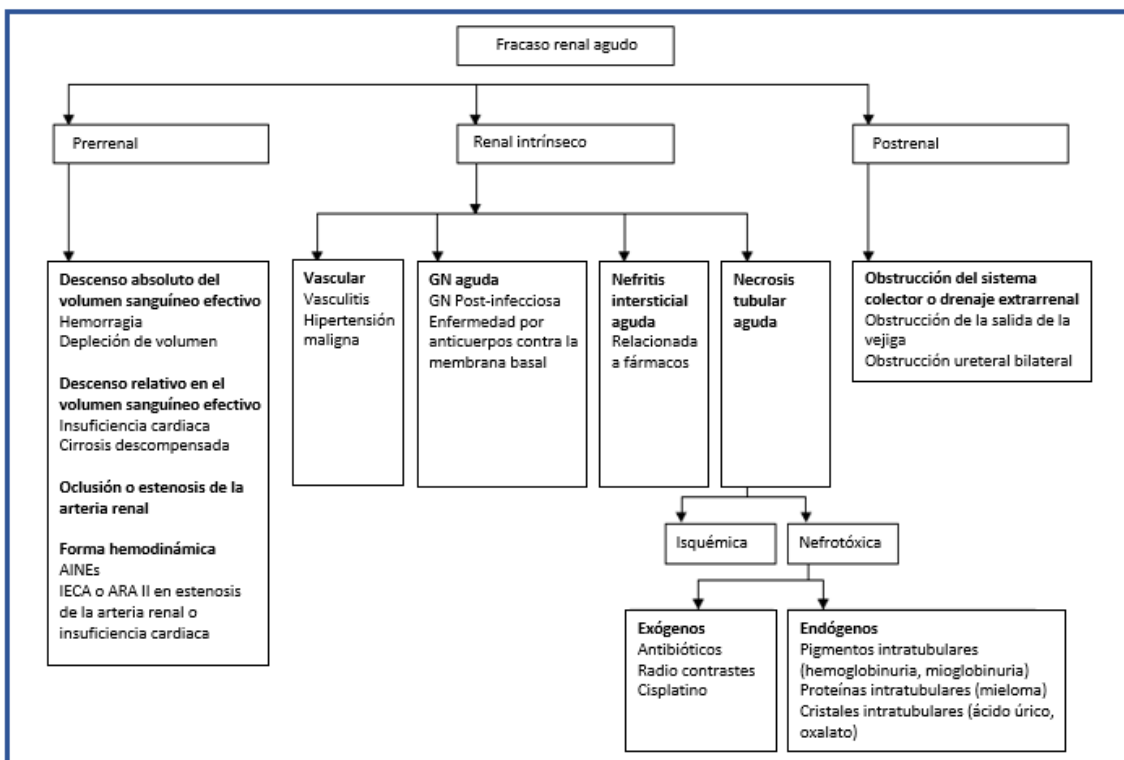 Fracaso renal agudo
Prerrenal
Renal intrínseco
Postrenal
Descenso absoluto del
volumen sanguíneo efectivo
Hemorragia
Depleción de volumen
Descenso relativo en el
volumen sanguíneo efectivo
Insuficiencia cardiaca
Cirrosis descompensada
Oclusión o estenosis de la
arteria renal
Forma hemodinámica
AINEs
IECA o ARA II en estenosis
de la arteria renal o
insuficiencia cardiaca
Vascular
Vasculitis
Hipertensión
maligna
GN aguda
GN Post-infecciosa
Enfermedad por
anticuerpos contra la
membrana basal
Nefritis
intersticial
aguda
Relacionada
a fármacos
Necrosis
tubular
aguda
Obstrucción del sistema
colector o drenaje extrarrenal
Obstrucción de la salida de la
vejiga
Obstrucción ureteral bilateral
Isquémica
Nefrotóxica
Exógenos
Antibióticos
Radio contrastes
Cisplatino
Endógenos
Pigmentos intratubulares
(hemoglobinuria, mioglobinuria)
Proteínas intratubulares (mieloma)
Cristales intratubulares (ácido úrico,
oxalato)